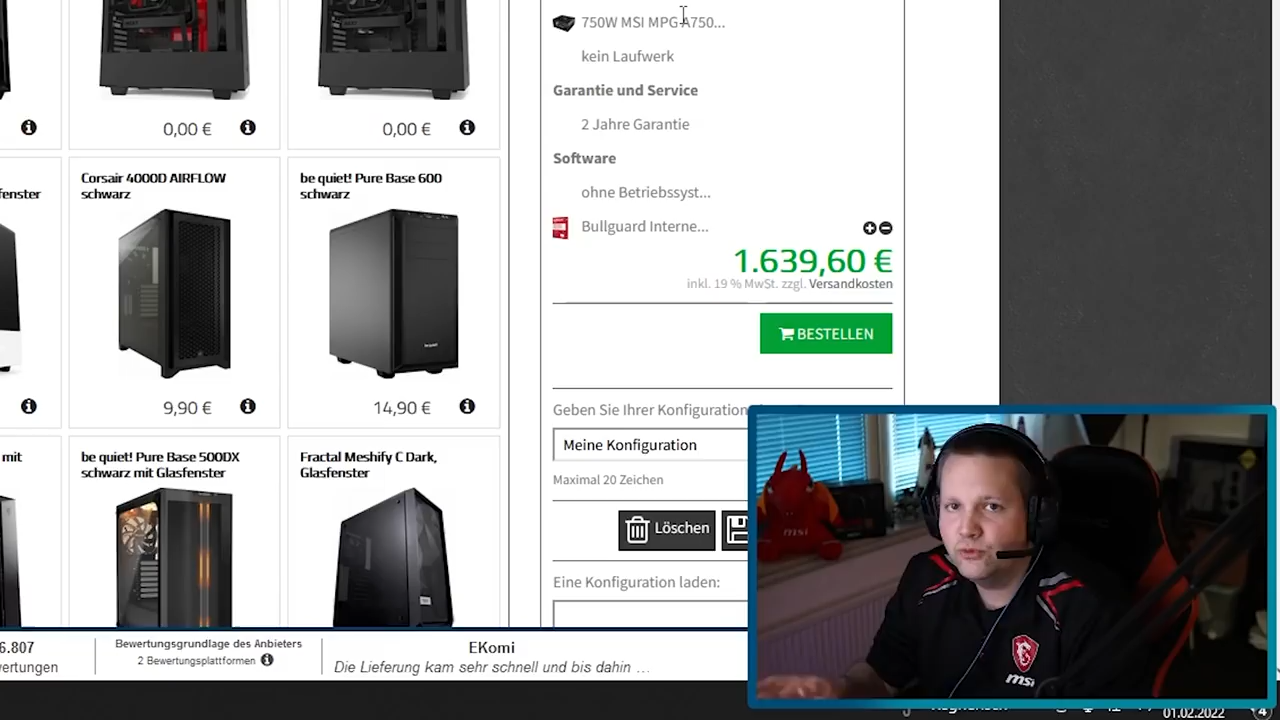 750W MSI MPG A750...
kein Laufwerk
Garantie und Service
2 Jahre Garantie
Software
ohne Betriebssyst...
Bullguard Interne...
1.639,60 €
inkl. 19 % MwSt. zzgl. Versandkosten
BESTELLEN
Geben Sie Ihrer Konfiguration
Meine Konfiguration
Maximal 20 Zeichen
Löschen
Eine Konfiguration laden:
0,00 €
0,00 €
fenster
Corsair 4000D AIRFLOW
schwarz
be quiet! Pure Base 600
schwarz
9,90 €
14,90 €
mit
be quiet! Pure Base 500DX
schwarz mit Glasfenster
Fractal Meshify C Dark,
Glasfenster
6.807
ertungen
Bewertungsgrundlage des Anbieters
2 Bewertungsplattformen
EKomi
Die Lieferung kam sehr schnell und bis dahin ...
msi
msi
01.02.2022
4